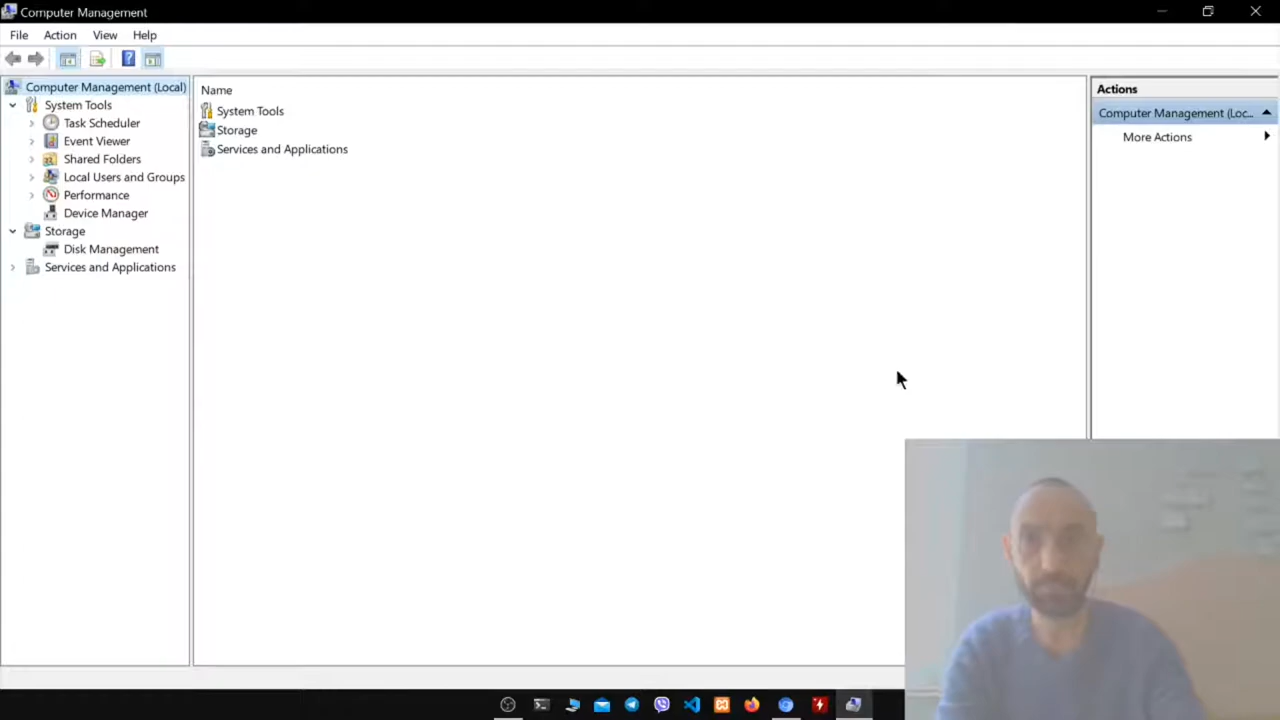 Computer Management
File Action View Help
Computer Management (Local)
System Tools
Task Scheduler
Event Viewer
Shared Folders
Local Users and Groups
Performance
Device Manager
Storage
Disk Management
Services and Applications
Name
System Tools
Storage
Services and Applications
Actions
Computer Management (Loc...
More Actions